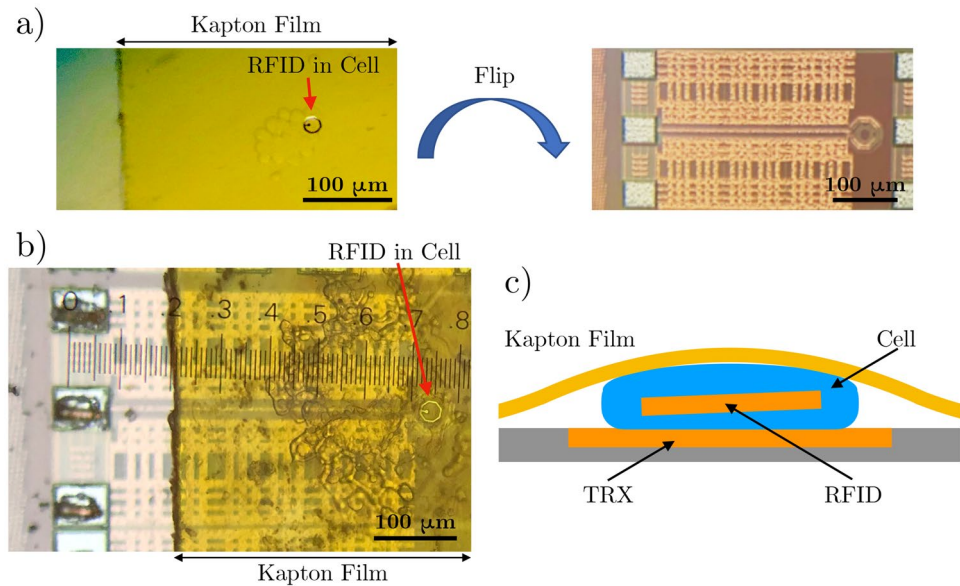 a)
Kapton Film
RFID in Cell
100 μm
Flip
100 μm
b)
RFID in Cell
0 .1 .2 .3 .4 .5 .6 .7 .8
100 μm
Kapton Film
c)
Kapton Film
Cell
TRX
RFID